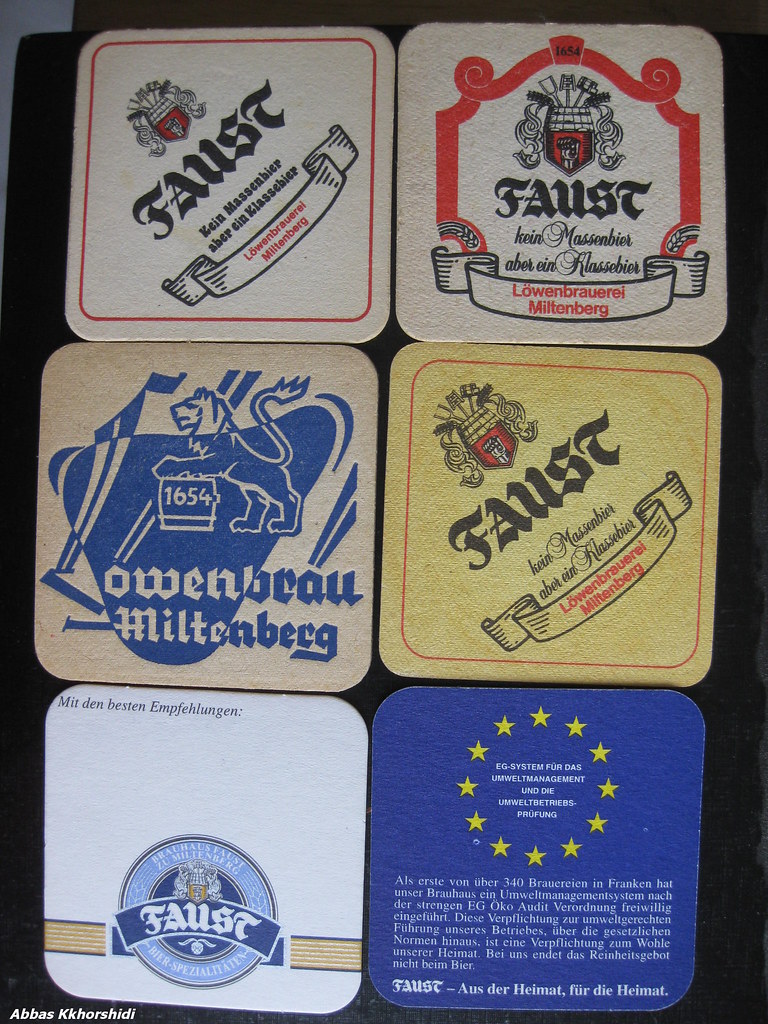 FAUST
Kein Massenbier
aber ein Klassebier
Löwenbrauerei
Miltenberg
1654
FAUST
kein Massenbier
aber ein Klassebier
Löwenbrauerei
Miltenberg
1654
Löwenbräu
Miltenberg
FAUST
kein Massenbier
aber ein Klassebier
Löwenbrauerei
Miltenberg
Mit den besten Empfehlungen:
BRAUHAUS FAUST
ZU MILTENBERG
FAUST
BIER-SPEZIALITÄTEN
EG-SYSTEM FÜR DAS
UMWELTMANAGEMENT
UND DIE
UMWELTBETRIEBS-
PRÜFUNG
Als erste von über 340 Brauereien in Franken hat
unser Brauhaus ein Umweltmanagementsystem nach
der strengen EG Öko Audit Verordnung freiwillig
eingeführt. Diese Verpflichtung zur umweltgerechten
Führung unseres Betriebes, über die gesetzlichen
Normen hinaus, ist eine Verpflichtung zum Wohle
unserer Heimat. Bei uns endet das Reinheitsgebot
nicht beim Bier.
FAUST – Aus der Heimat, für die Heimat.
Abbas Kkhorshidi